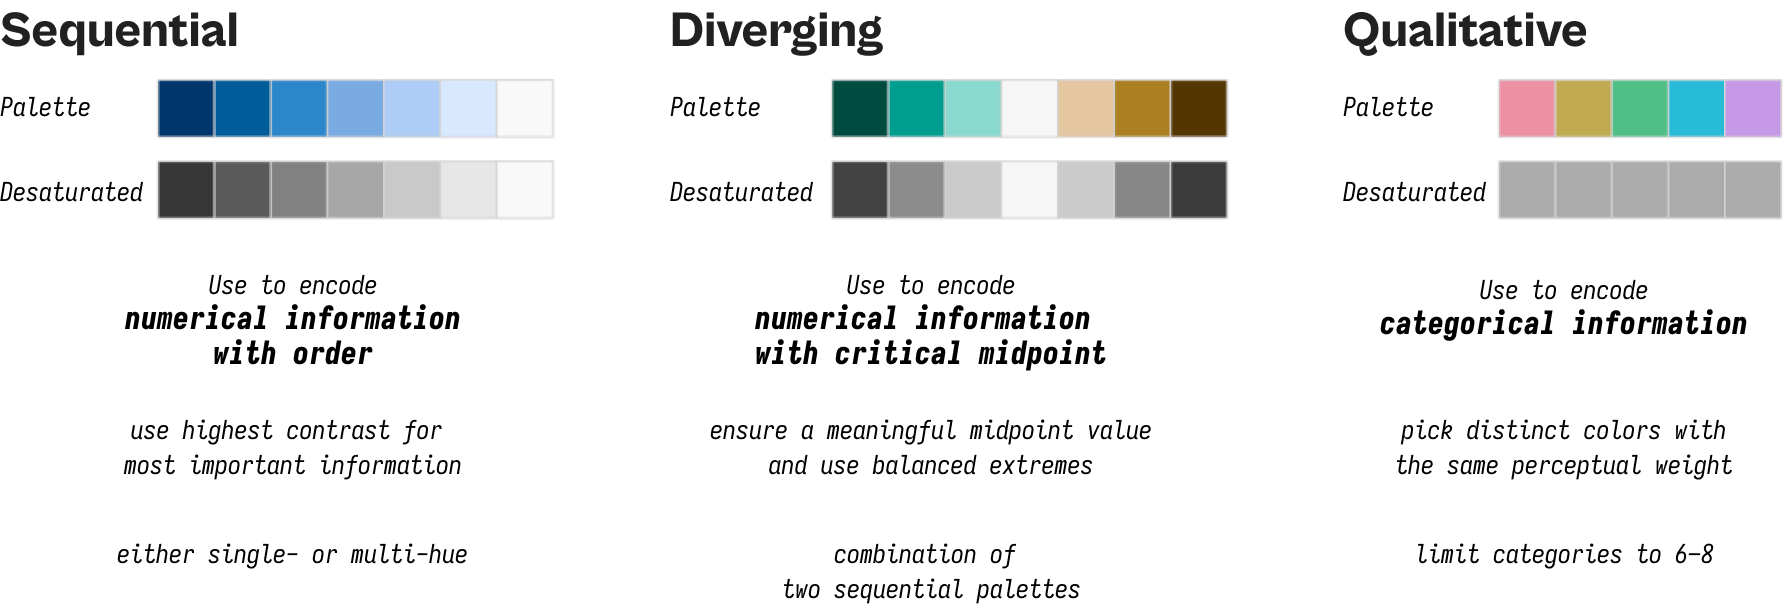 Sequential
Palette
Desaturated
Use to encode
numerical information
with order
use highest contrast for
most important information
either single- or multi-hue
Diverging
Palette
Desaturated
Use to encode
numerical information
with critical midpoint
ensure a meaningful midpoint value
and use balanced extremes
combination of
two sequential palettes
Qualitative
Palette
Desaturated
Use to encode
categorical information
pick distinct colors with
the same perceptual weight
limit categories to 6–8